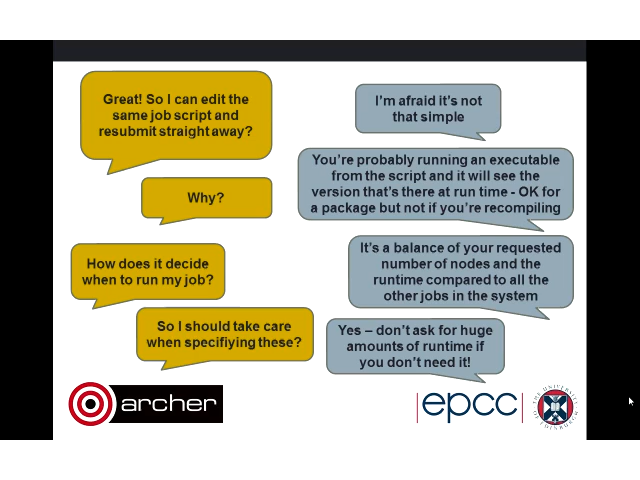 Great! So I can edit the
same job script and
resubmit straight away?
I'm afraid it's not
that simple
Why?
You're probably running an executable
from the script and it will see the
version that's there at run time - OK for
a package but not if you're recompiling
How does it decide
when to run my job?
It's a balance of your requested
number of nodes and the
runtime compared to all the
other jobs in the system
So I should take care
when specifiying these?
Yes – don't ask for huge
amounts of runtime if
you don't need it!
archer
epcc
THE UNIVERSITY OF EDINBURGH